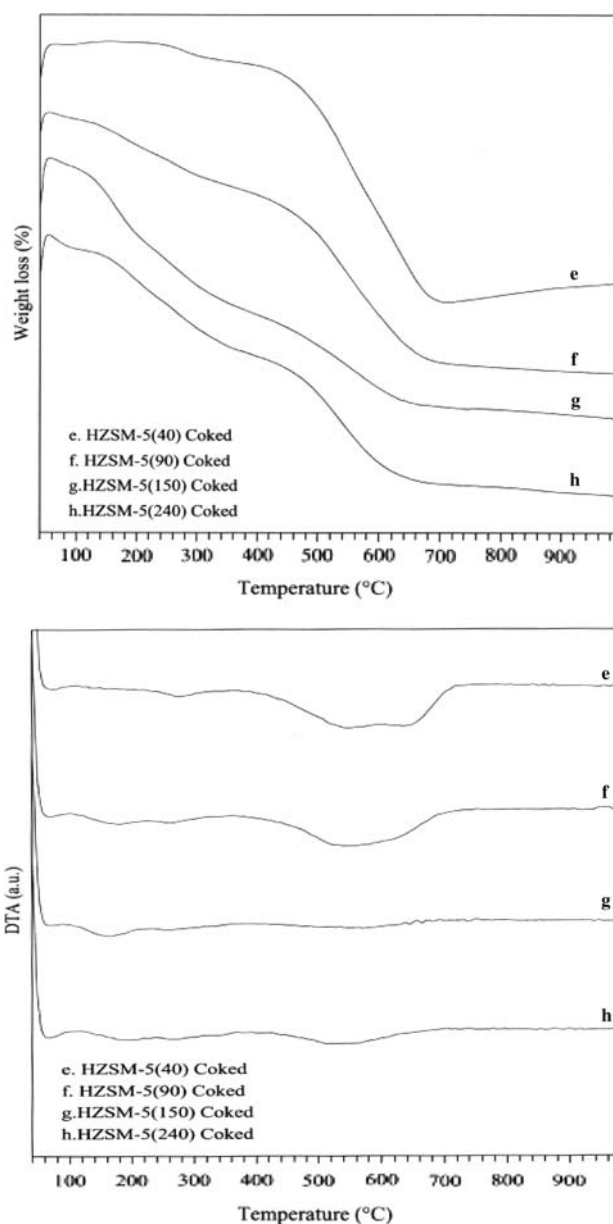 Weight loss (%)
e
f
g
h
e. HZSM-5(40) Coked
f. HZSM-5(90) Coked
g.HZSM-5(150) Coked
h.HZSM-5(240) Coked
100 200 300 400 500 600 700 800 900
Temperature (°C)
DTA (a.u.)
e
f
g
h
e. HZSM-5(40) Coked
f. HZSM-5(90) Coked
g.HZSM-5(150) Coked
h.HZSM-5(240) Coked
100 200 300 400 500 600 700 800 900
Temperature (°C)